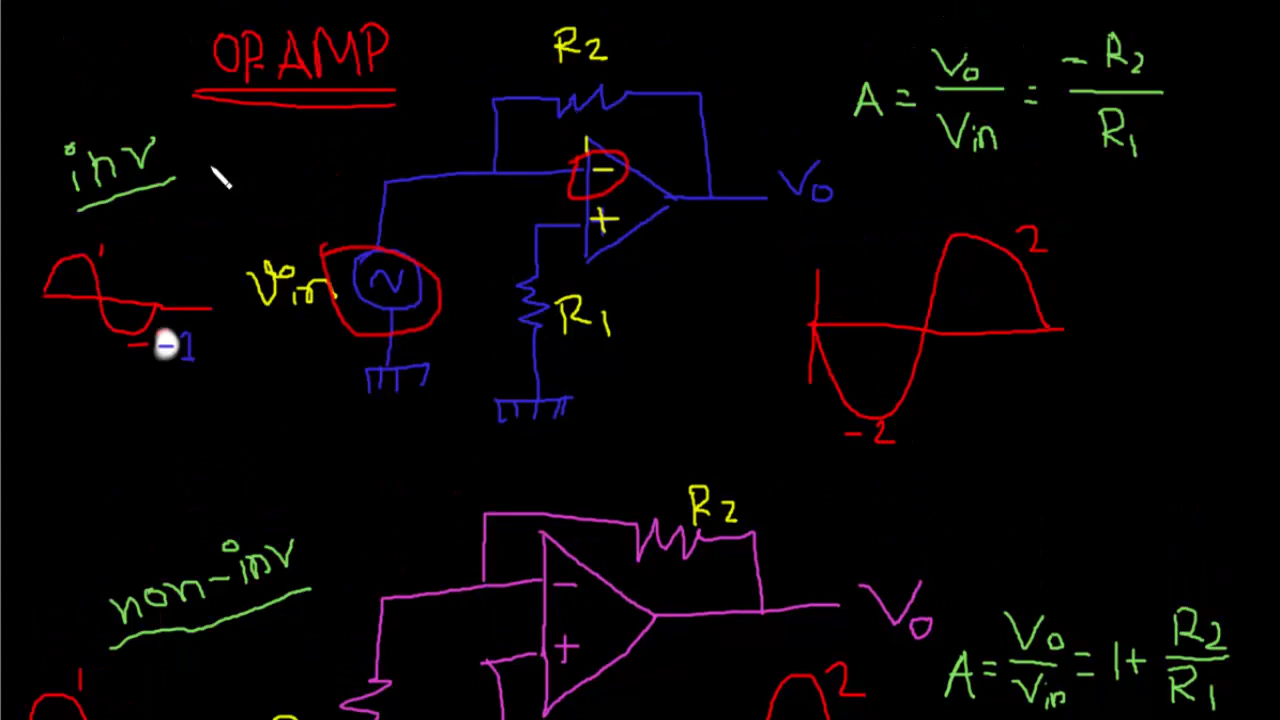 OP.AMP
R2
A = Vo/Vin = -R2/R1
inv
-
+
Vo
1
Vin
R1
2
- -1
-2
R2
non-inv
-
+
Vo
A = Vo/Vin = 1+ R2/R1
1
2